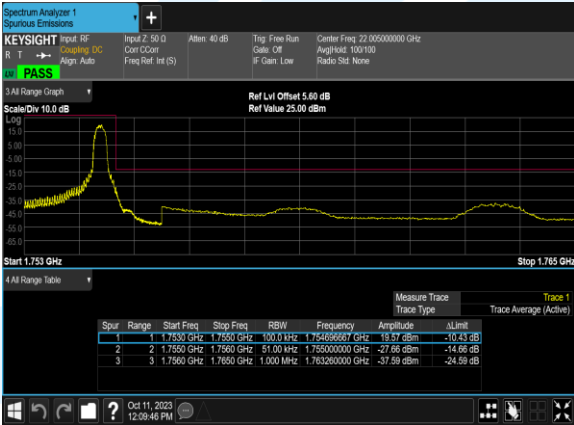 Spectrum Analyzer 1
Spurious Emissions
+
KEYSIGHT Input: RF Input Z: 50 Ω Atten: 40 dB Trig: Free Run Center Freq: 22.005000000 GHz
R T Coupling: DC Corr CCorr Gate: Off Avg|Hold: 100/100
Align: Auto Freq Ref: Int (S) IF Gain: Low Radio Std: None
LW PASS
3 All Range Graph
Ref Lvl Offset 5.60 dB
Scale/Div 10.0 dB Ref Value 25.00 dBm
Log
15.0
5.00
-5.00
-15.0
-25.0
-35.0
-45.0
-55.0
-65.0
Start 1.753 GHz Stop 1.765 GHz
4 All Range Table
Measure Trace Trace 1
Trace Type Trace Average (Active)
Spur Range Start Freq Stop Freq RBW Frequency Amplitude ΔLimit
1 1 1.7530 GHz 1.7550 GHz 100.0 kHz 1.754696667 GHz 19.57 dBm -10.43 dB
2 2 1.7550 GHz 1.7560 GHz 51.00 kHz 1.755000000 GHz -27.66 dBm -14.66 dB
3 3 1.7560 GHz 1.7650 GHz 1.000 MHz 1.763260000 GHz -37.59 dBm -24.59 dB
? Oct 11, 2023
12:09:46 PM